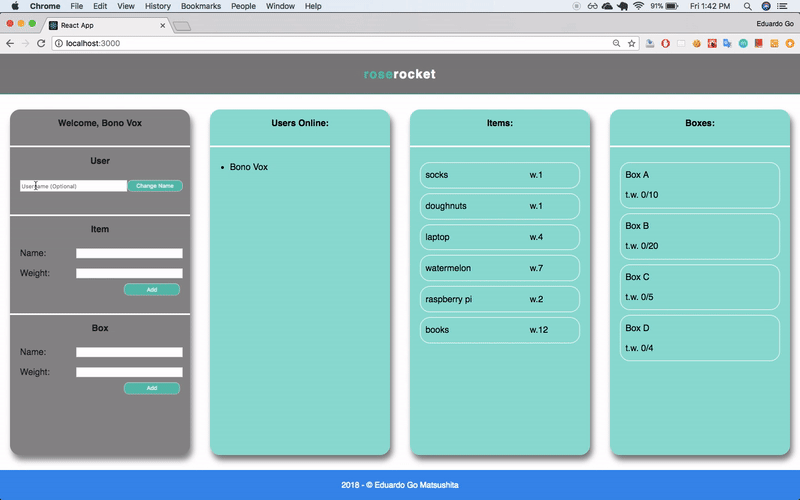 Chrome File Edit View History Bookmarks People Window Help 91% Fri 1:42 PM
React App
Eduardo Go
localhost:3000
roserocket
Welcome, Bono Vox
User
Username (Optional) Change Name
Item
Name:
Weight:
Add
Box
Name:
Weight:
Add
Users Online:
Bono Vox
Items:
socks w.1
doughnuts w.1
laptop w.4
watermelon w.7
raspberry pi w.2
books w.12
Boxes:
Box A
t.w. 0/10
Box B
t.w. 0/20
Box C
t.w. 0/5
Box D
t.w. 0/4
2018 - © Eduardo Go Matsushita